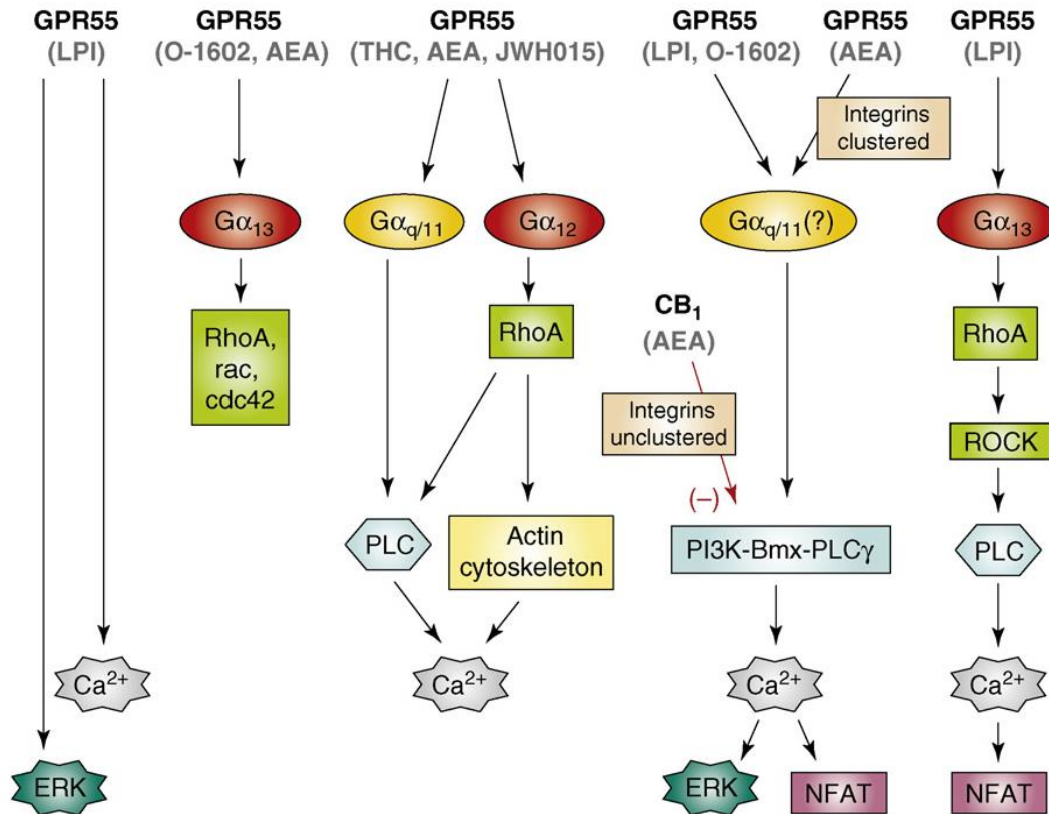 GPR55
(LPI)
GPR55
(O-1602, AEA)
GPR55
(THC, AEA, JWH015)
GPR55
(LPI, O-1602)
GPR55
(AEA)
GPR55
(LPI)
Integrins
clustered
Gα13
Gαq/11
Gα12
Gαq/11(?)
Gα13
RhoA,
rac,
cdc42
RhoA
CB1
(AEA)
RhoA
Integrins
unclustered
ROCK
(–)
PLC
Actin
cytoskeleton
PI3K-Bmx-PLCγ
PLC
Ca2+
Ca2+
Ca2+
Ca2+
ERK
ERK
NFAT
NFAT